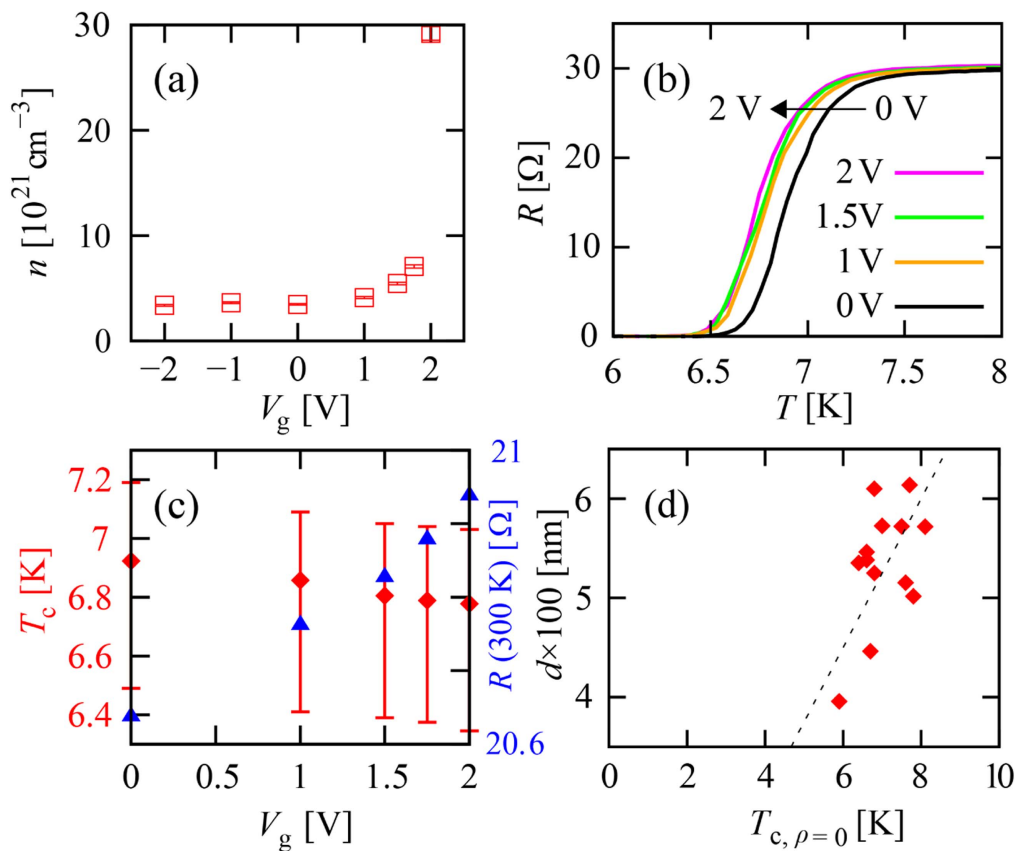 (a)
n [10²¹ cm⁻³]
30
20
10
0
−2 −1 0 1 2
V_g [V]
(b)
R [Ω]
30
20
10
0
2 V 0 V
2 V
1.5V
1 V
0 V
6 6.5 7 7.5 8
T [K]
(c)
T_c [K]
7.2
7
6.8
6.6
6.4
R (300 K) [Ω]
21
20.6
0 0.5 1 1.5 2
V_g [V]
(d)
d×100 [nm]
6
5
4
0 2 4 6 8 10
T_c, ρ = 0 [K]